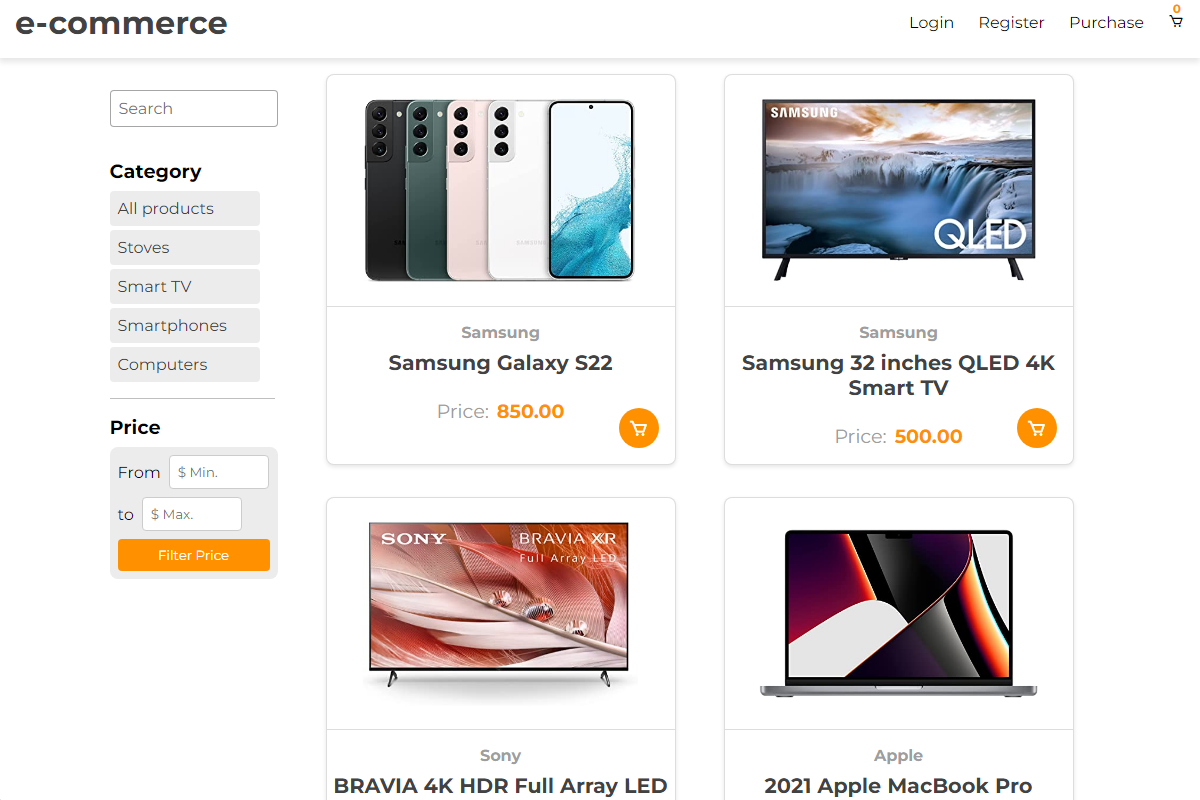 e-commerce
Login Register Purchase 0
Search
Category
All products
Stoves
Smart TV
Smartphones
Computers
Price
From $ Min.
to $ Max.
Filter Price
Samsung
Samsung Galaxy S22
Price: 850.00
SAMSUNG
QLED
Samsung
Samsung 32 inches QLED 4K
Smart TV
Price: 500.00
SONY BRAVIA XR
Full Array LED
Sony
BRAVIA 4K HDR Full Array LED
Apple
2021 Apple MacBook Pro